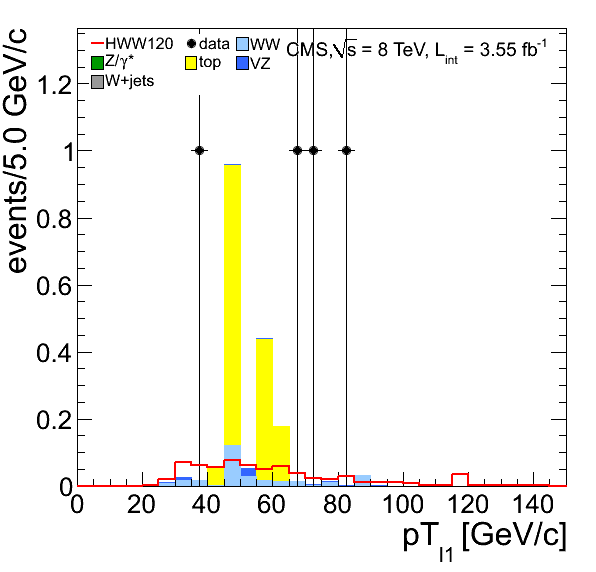 HWW120 data WW
Z/γ* top VZ
W+jets
CMS,√s = 8 TeV, L_int = 3.55 fb⁻¹
events/5.0 GeV/c
1.2
1
0.8
0.6
0.4
0.2
0
0 20 40 60 80 100 120 140
pT_l1 [GeV/c]